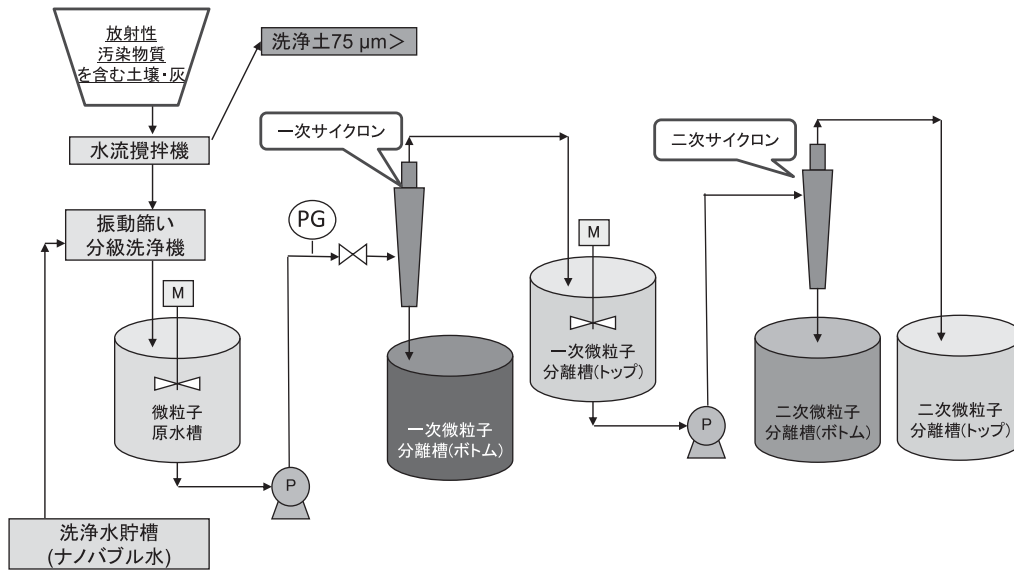 放射性
汚染物質
を含む土壌・灰
洗浄土75 µm>
水流攪拌機
一次サイクロン
二次サイクロン
振動篩い
分級洗浄機
PG
M
M
微粒子
原水槽
一次微粒子
分離槽(トップ)
一次微粒子
分離槽(ボトム)
二次微粒子
分離槽(ボトム)
二次微粒子
分離槽(トップ)
P
P
洗浄水貯槽
(ナノバブル水)